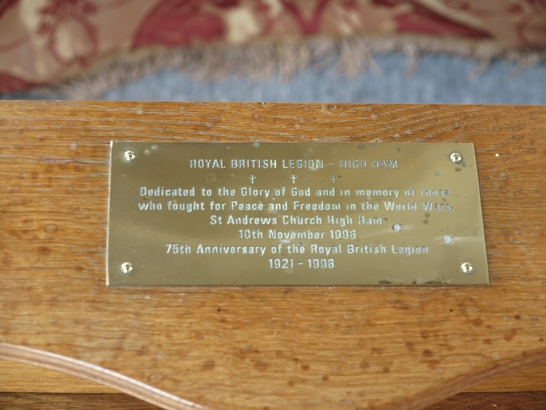 ROYAL BRITISH LEGION - HIGH HAM
Dedicated to the Glory of God and in memory of those
who fought for Peace and Freedom in the World Wars.
St Andrews Church High Ham
10th November 1996
75th Anniversary of the Royal British Legion
1921 - 1996